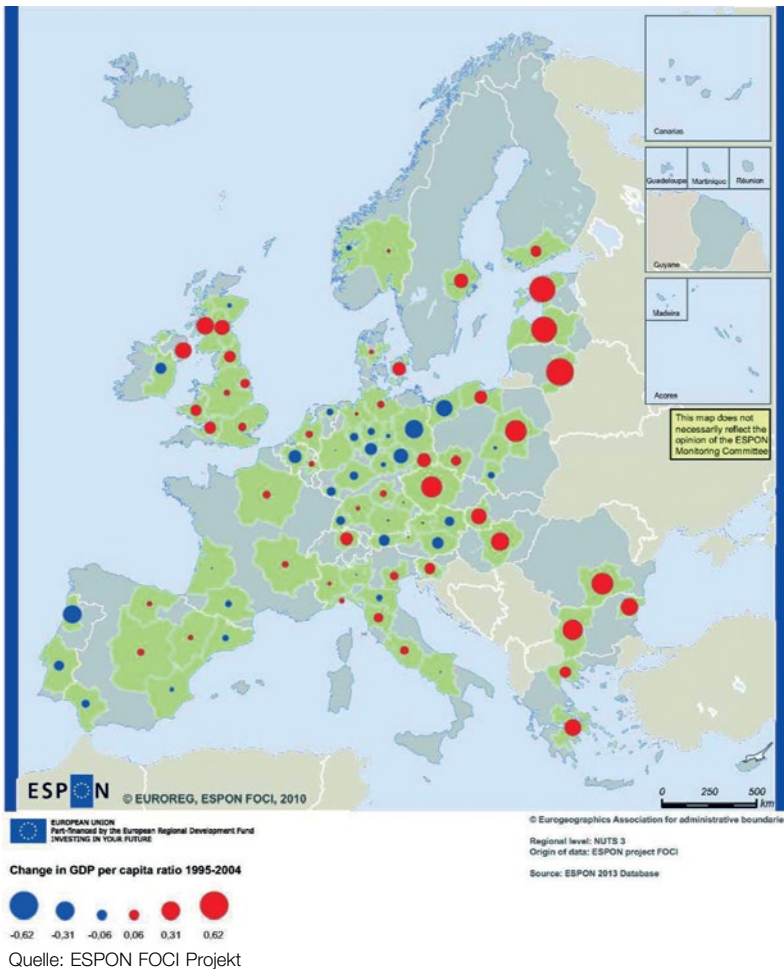 Canarias
Guadeloupe Martinique Réunion
Guyane
Madeira
Acores
This map does not
necessarily reflect the
opinion of the ESPON
Monitoring Committee
ESPON © EUROREG, ESPON FOCI, 2010
0 250 500
km
EUROPEAN UNION
Part-financed by the European Regional Development Fund
INVESTING IN YOUR FUTURE
© Eurogeographics Association for administrative boundarie
Regional level: NUTS 3
Origin of data: ESPON project FOCI
Source: ESPON 2013 Database
Change in GDP per capita ratio 1995-2004
-0,62 -0,31 -0,06 0,06 0,31 0,62
Quelle: ESPON FOCI Projekt